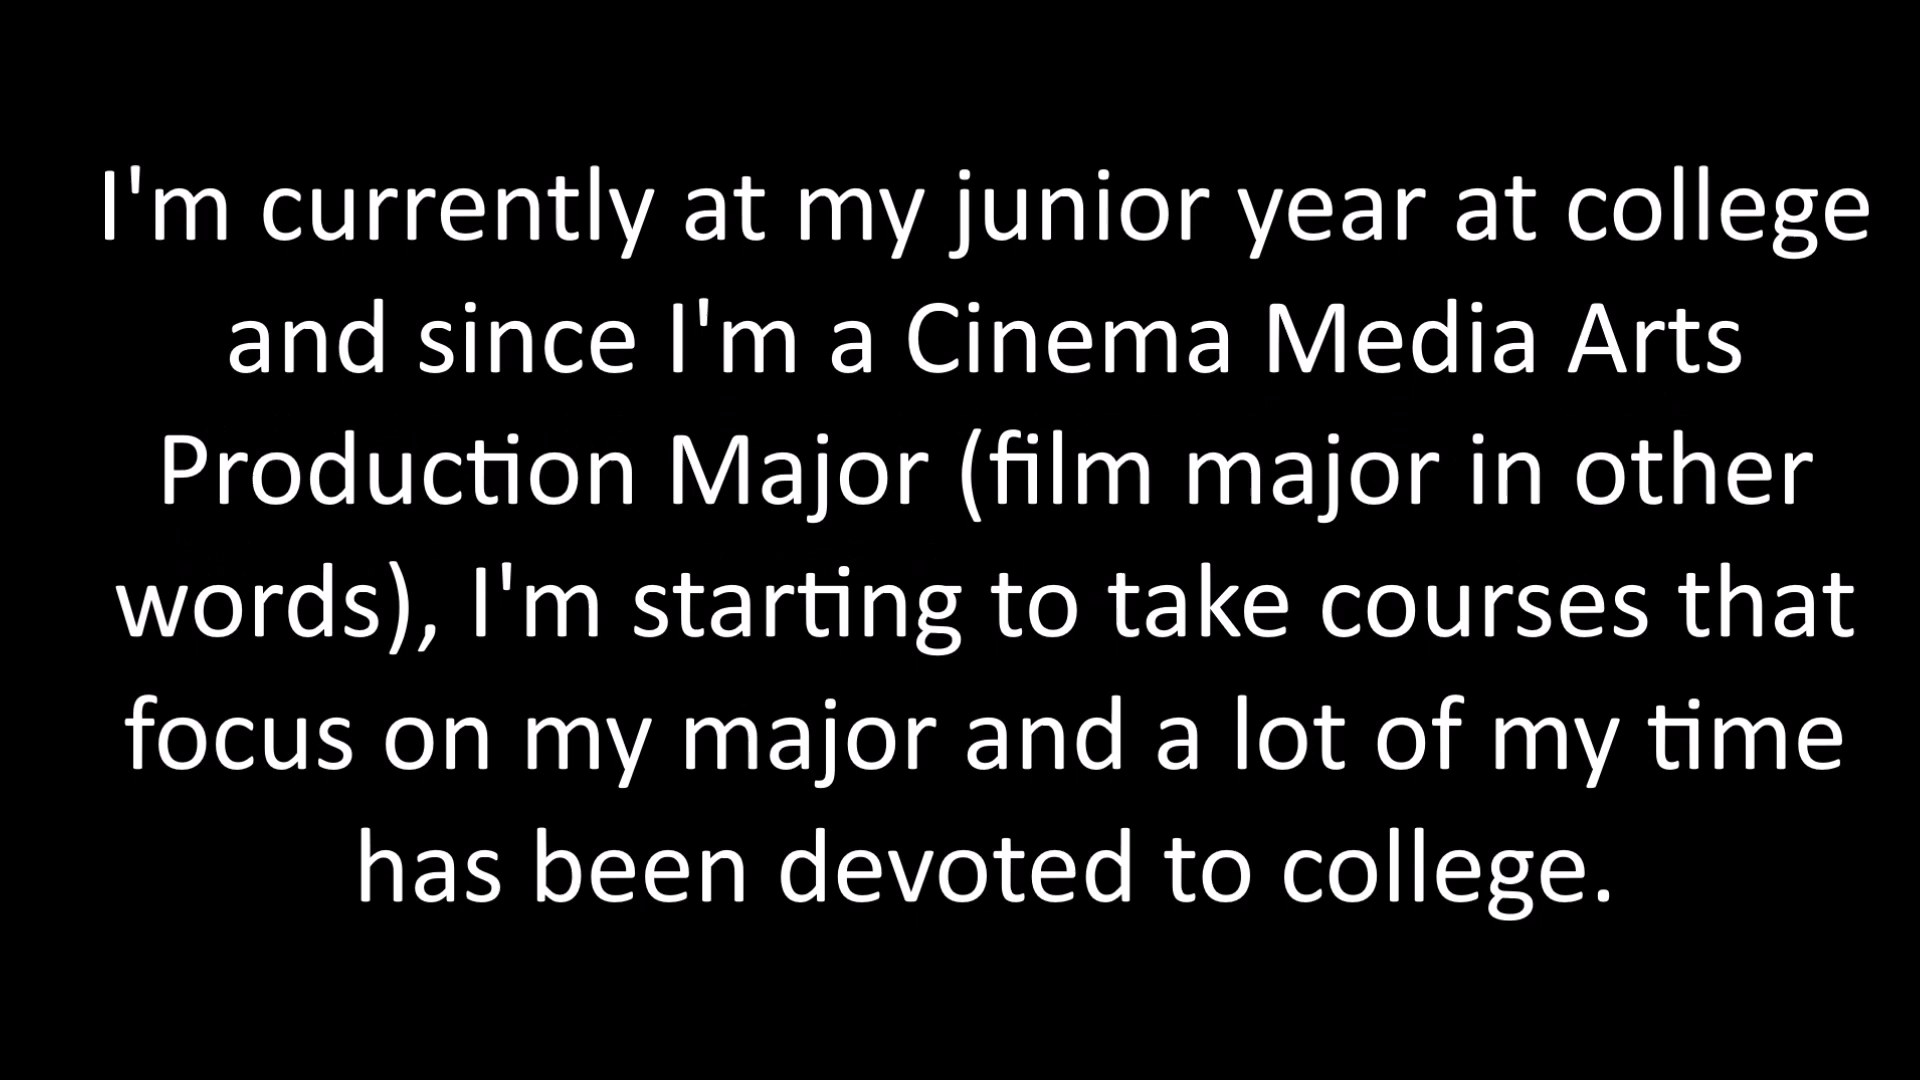 I'm currently at my junior year at college
and since I'm a Cinema Media Arts
Production Major (film major in other
words), I'm starting to take courses that
focus on my major and a lot of my time
has been devoted to college.